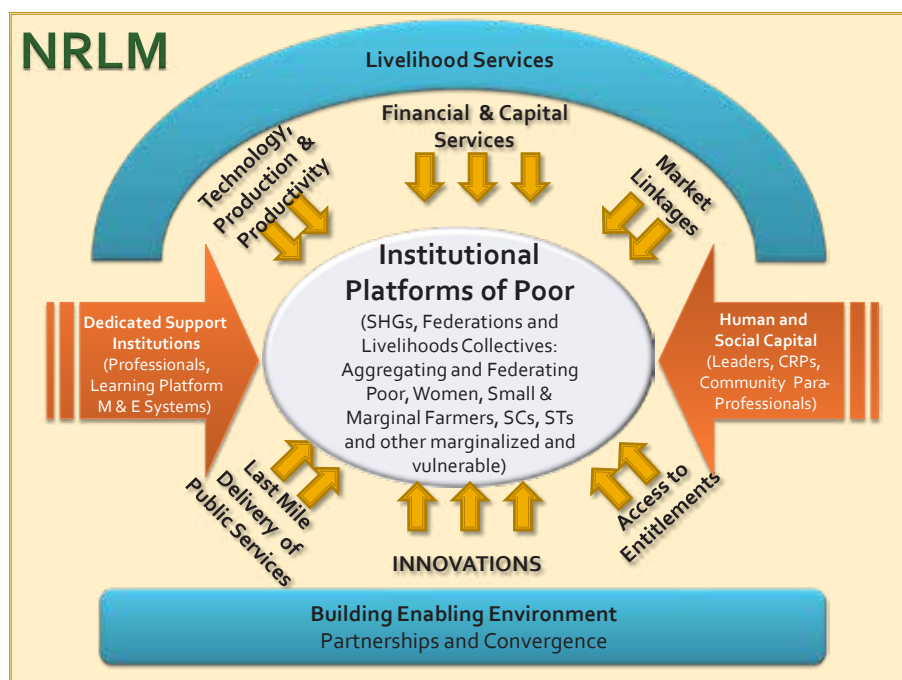 NRLM
Livelihood Services
Financial & Capital
Services
Technology,
Production &
Productivity
Market
Linkages
Institutional
Platforms of Poor
(SHGs, Federations and
Livelihoods Collectives:
Aggregating and Federating
Poor, Women, Small &
Marginal Farmers, SCs, STs
and other marginalized and
vulnerable)
Dedicated Support
Institutions
(Professionals,
Learning Platform
M & E Systems)
Human and
Social Capital
(Leaders, CRPs,
Community Para-
Professionals)
Last Mile
Delivery of
Public Services
INNOVATIONS
Access to
Entitlements
Building Enabling Environment
Partnerships and Convergence